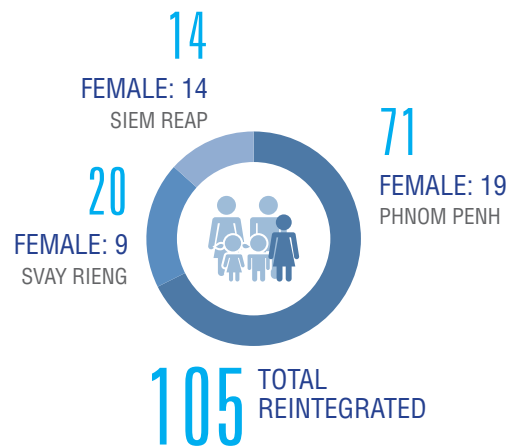 14
FEMALE: 14
SIEM REAP
71
FEMALE: 19
PHNOM PENH
20
FEMALE: 9
SVAY RIENG
105 TOTAL
REINTEGRATED